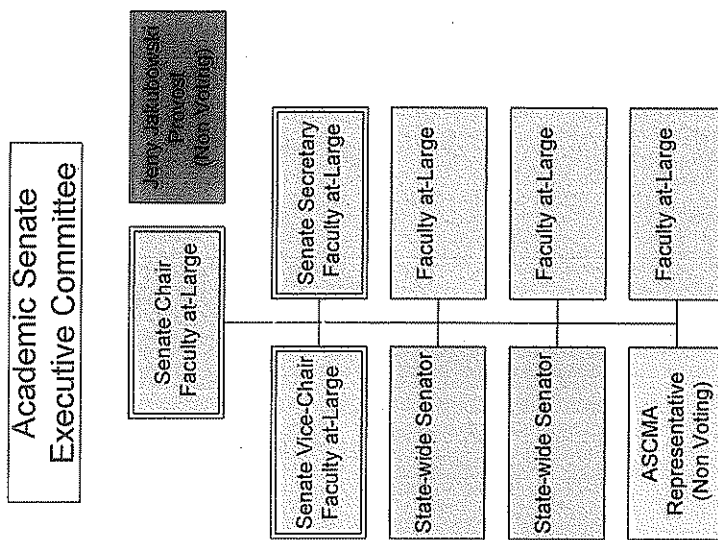 Academic Senate
Executive Committee
Senate Chair
Faculty at-Large
Jerry Jakubowski
Provost
(Non Voting)
Senate Vice-Chair
Faculty at-Large
Senate Secretary
Faculty at-Large
State-wide Senator
Faculty at-Large
State-wide Senator
Faculty at-Large
ASCMA
Representative
(Non Voting)
Faculty at-Large